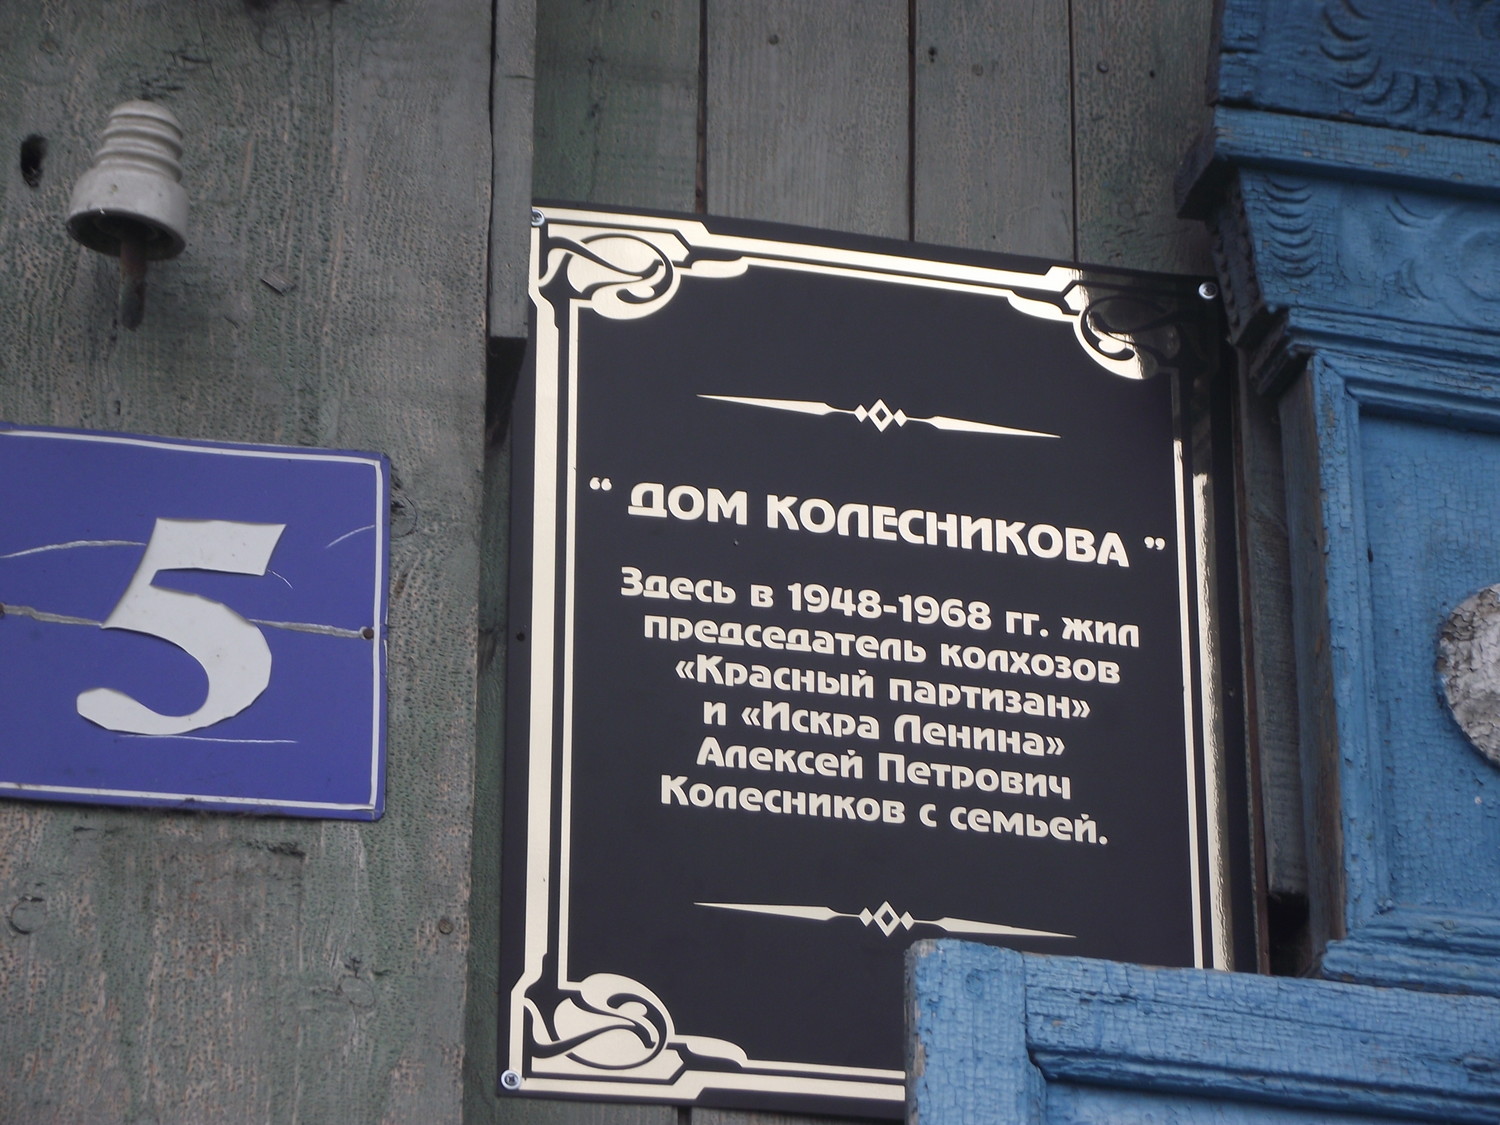 5
“ ДОМ КОЛЕСНИКОВА ”
Здесь в 1948-1968 гг. жил
председатель колхозов
«Красный партизан»
и «Искра Ленина»
Алексей Петрович
Колесников с семьей.